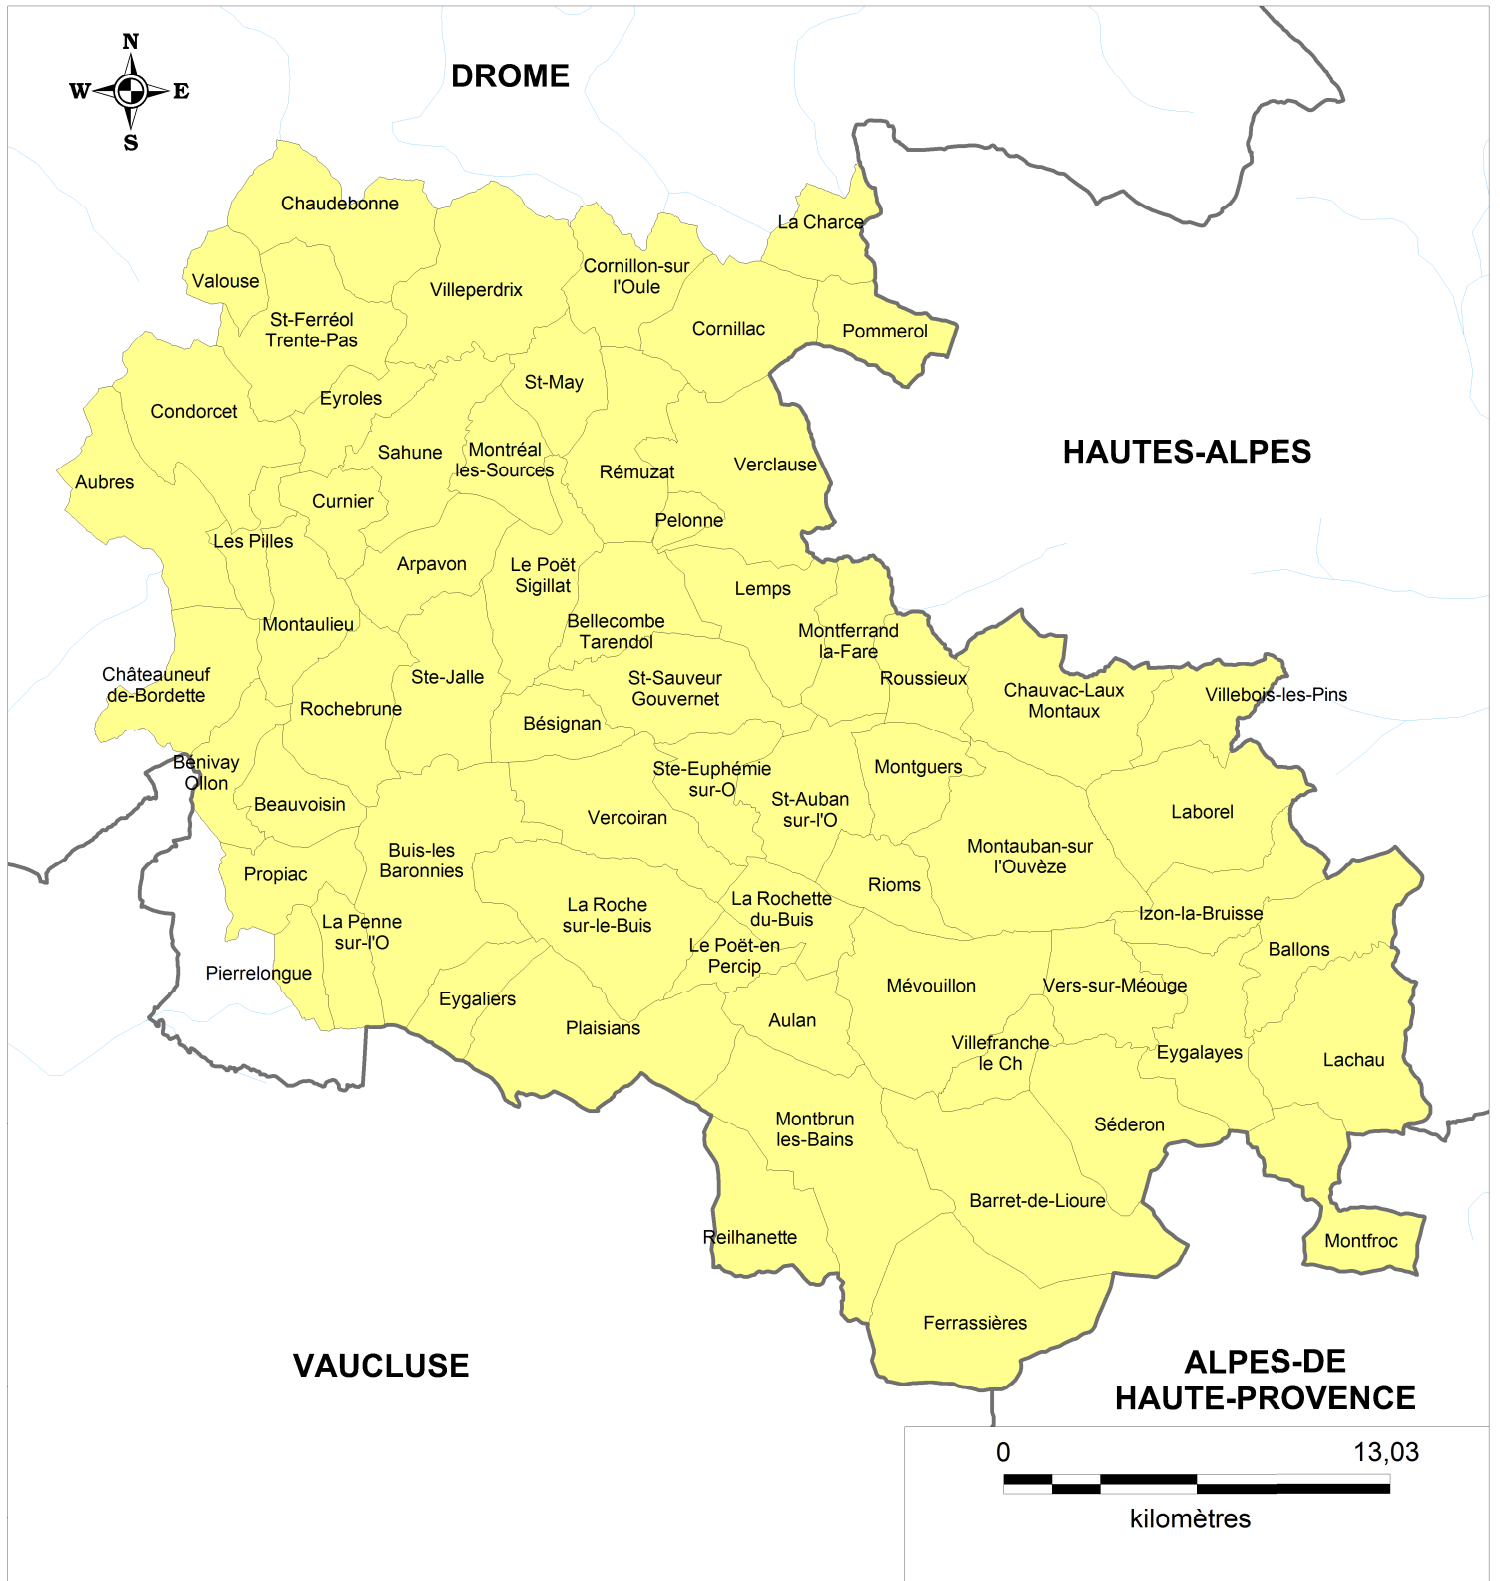 N
W E
S
DROME
Chaudebonne
La Charce
Valouse
Villeperdrix
Cornillon-sur
l'Oule
St-Ferréol
Trente-Pas
Cornillac
Pommerol
Eyroles
St-May
Condorcet
Sahune
Montréal
les-Sources
Rémuzat
Verclause
HAUTES-ALPES
Aubres
Curnier
Pelonne
Les Pilles
Arpavon
Le Poët
Sigillat
Lemps
Montaulieu
Bellecombe
Tarendol
Montferrand
la-Fare
Châteauneuf
de-Bordette
Ste-Jalle
St-Sauveur
Gouvernet
Roussieux
Chauvac-Laux
Montaux
Villebois-les-Pins
Rochebrune
Bésignan
Bénivay
Ollon
Ste-Euphémie
sur-O
Montguers
Beauvoisin
Vercoiran
St-Auban
sur-l'O
Laborel
Buis-les
Baronnies
Montauban-sur
l'Ouvèze
Propiac
Rioms
La Roche
sur-le-Buis
La Rochette
du-Buis
Izon-la-Bruisse
La Penne
sur-l'O
Le Poët-en
Percip
Ballons
Pierrelongue
Eygaliers
Mévouillon
Vers-sur-Méouge
Plaisians
Aulan
Villefranche
le Ch
Eygalayes
Lachau
Montbrun
les-Bains
Séderon
Barret-de-Lioure
Reilhanette
Montfroc
Ferrassières
VAUCLUSE
ALPES-DE
HAUTE-PROVENCE
0 13,03
kilomètres